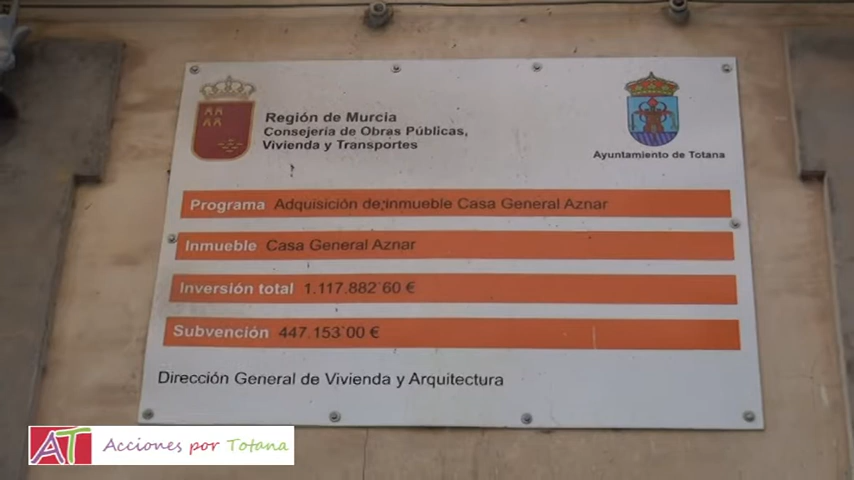 Región de Murcia
Consejería de Obras Públicas,
Vivienda y Transportes
Ayuntamiento de Totana
Programa Adquisición de inmueble Casa General Aznar
Inmueble Casa General Aznar
Inversión total 1.117.882'60 €
Subvención 447.153'00 €
Dirección General de Vivienda y Arquitectura
AT Acciones por Totana